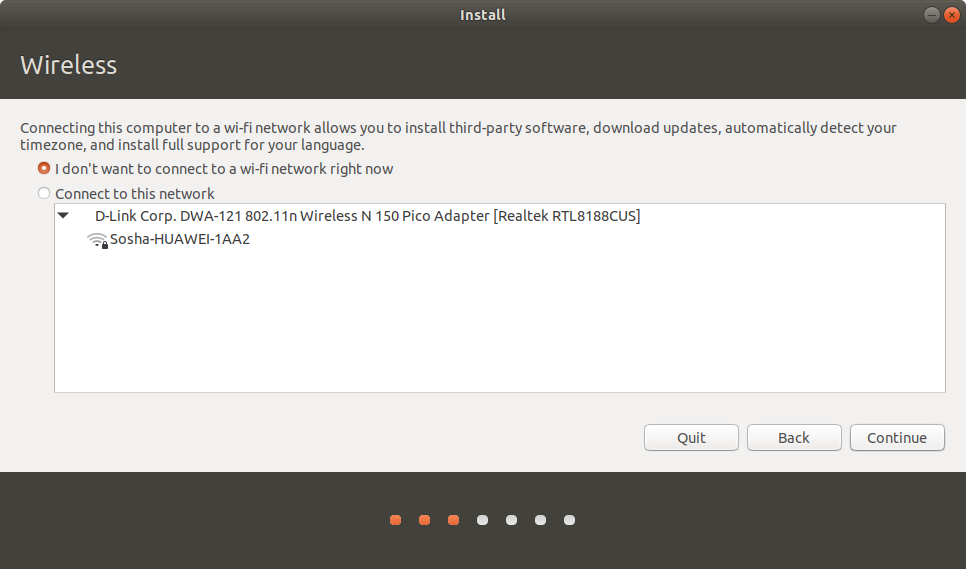 Install
Wireless
Connecting this computer to a wi-fi network allows you to install third-party software, download updates, automatically detect your
timezone, and install full support for your language.
I don't want to connect to a wi-fi network right now
Connect to this network
D-Link Corp. DWA-121 802.11n Wireless N 150 Pico Adapter [Realtek RTL8188CUS]
Sosha-HUAWEI-1AA2
Quit Back Continue